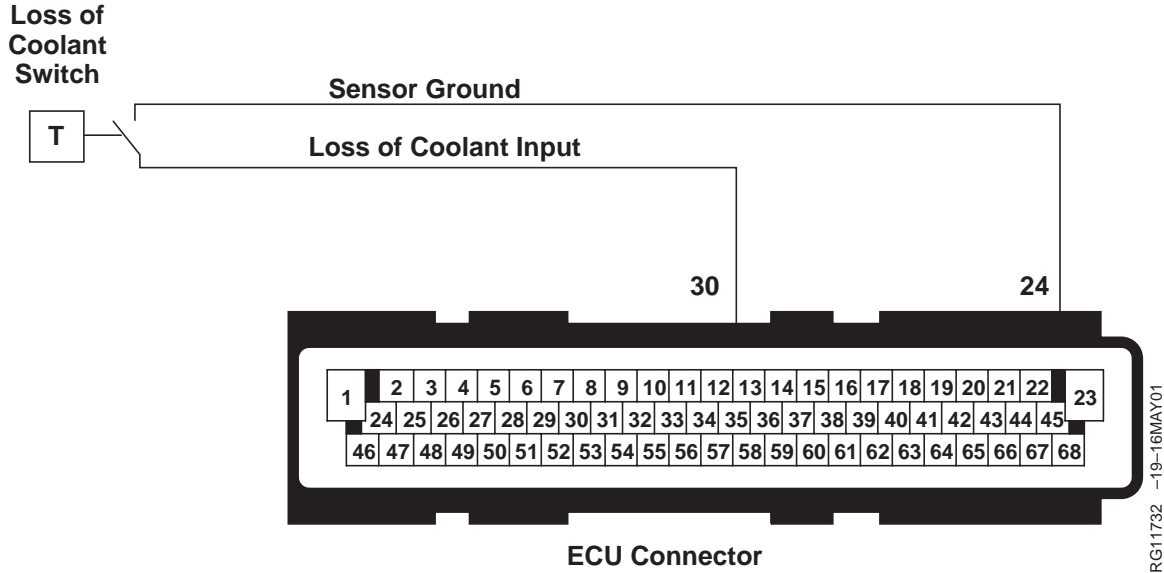 Loss of
Coolant
Switch
T
Sensor Ground
Loss of Coolant Input
30
24
1 2 3 4 5 6 7 8 9 10 11 12 13 14 15 16 17 18 19 20 21 22 23
24 25 26 27 28 29 30 31 32 33 34 35 36 37 38 39 40 41 42 43 44 45
46 47 48 49 50 51 52 53 54 55 56 57 58 59 60 61 62 63 64 65 66 67 68
ECU Connector
RG11732 –19–16MAY01